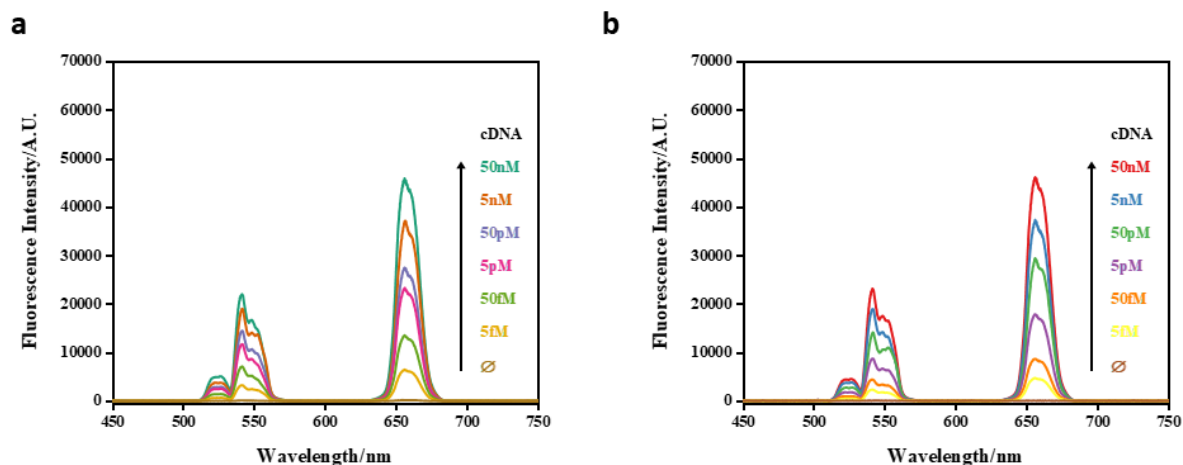 a
70000
60000
50000
40000
30000
20000
10000
0
Fluorescence Intensity/A.U.
cDNA
50nM
5nM
50pM
5pM
50fM
5fM
∅
450 500 550 600 650 700 750
Wavelength/nm
b
70000
60000
50000
40000
30000
20000
10000
0
Fluorescence Intensity/A.U.
cDNA
50nM
5nM
50pM
5pM
50fM
5fM
∅
450 500 550 600 650 700 750
Wavelength/nm